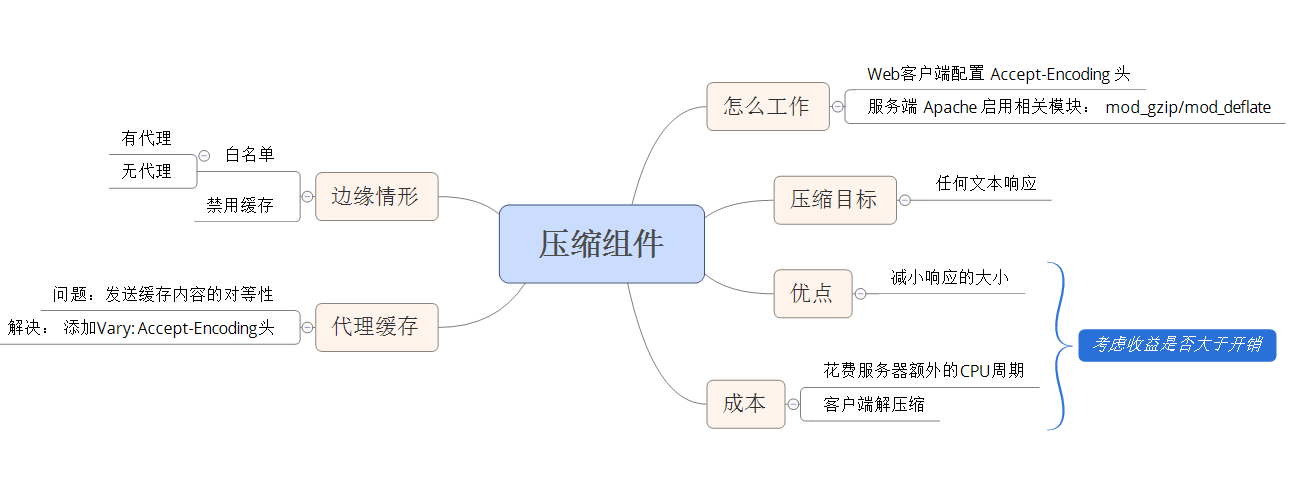 压缩组件
怎么工作
Web客户端配置 Accept-Encoding 头
服务端 Apache 启用相关模块： mod_gzip/mod_deflate
压缩目标
任何文本响应
优点
减小响应的大小
成本
花费服务器额外的CPU周期
客户端解压缩
考虑收益是否大于开销
边缘情形
白名单
有代理
无代理
禁用缓存
代理缓存
问题：发送缓存内容的对等性
解决： 添加Vary: Accept-Encoding头